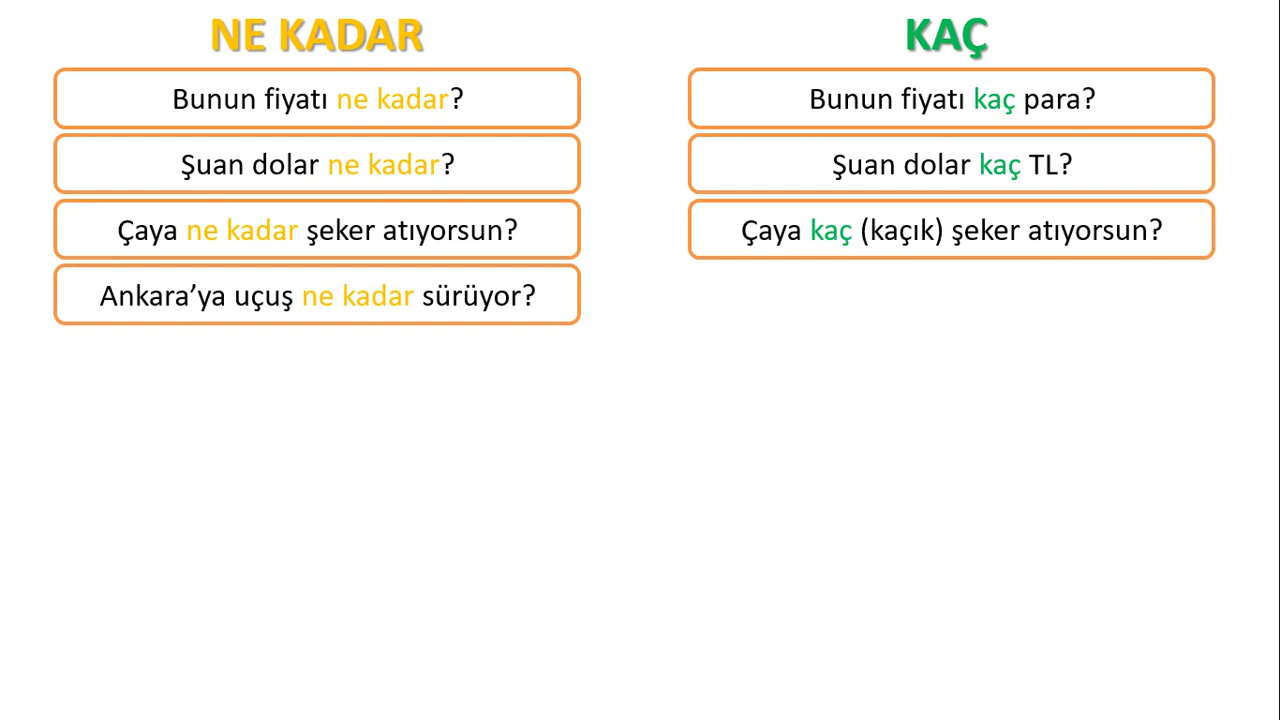 NE KADAR
Bunun fiyatı ne kadar?
Şuan dolar ne kadar?
Çaya ne kadar şeker atıyorsun?
Ankara’ya uçuş ne kadar sürüyor?
KAÇ
Bunun fiyatı kaç para?
Şuan dolar kaç TL?
Çaya kaç (kaçık) şeker atıyorsun?